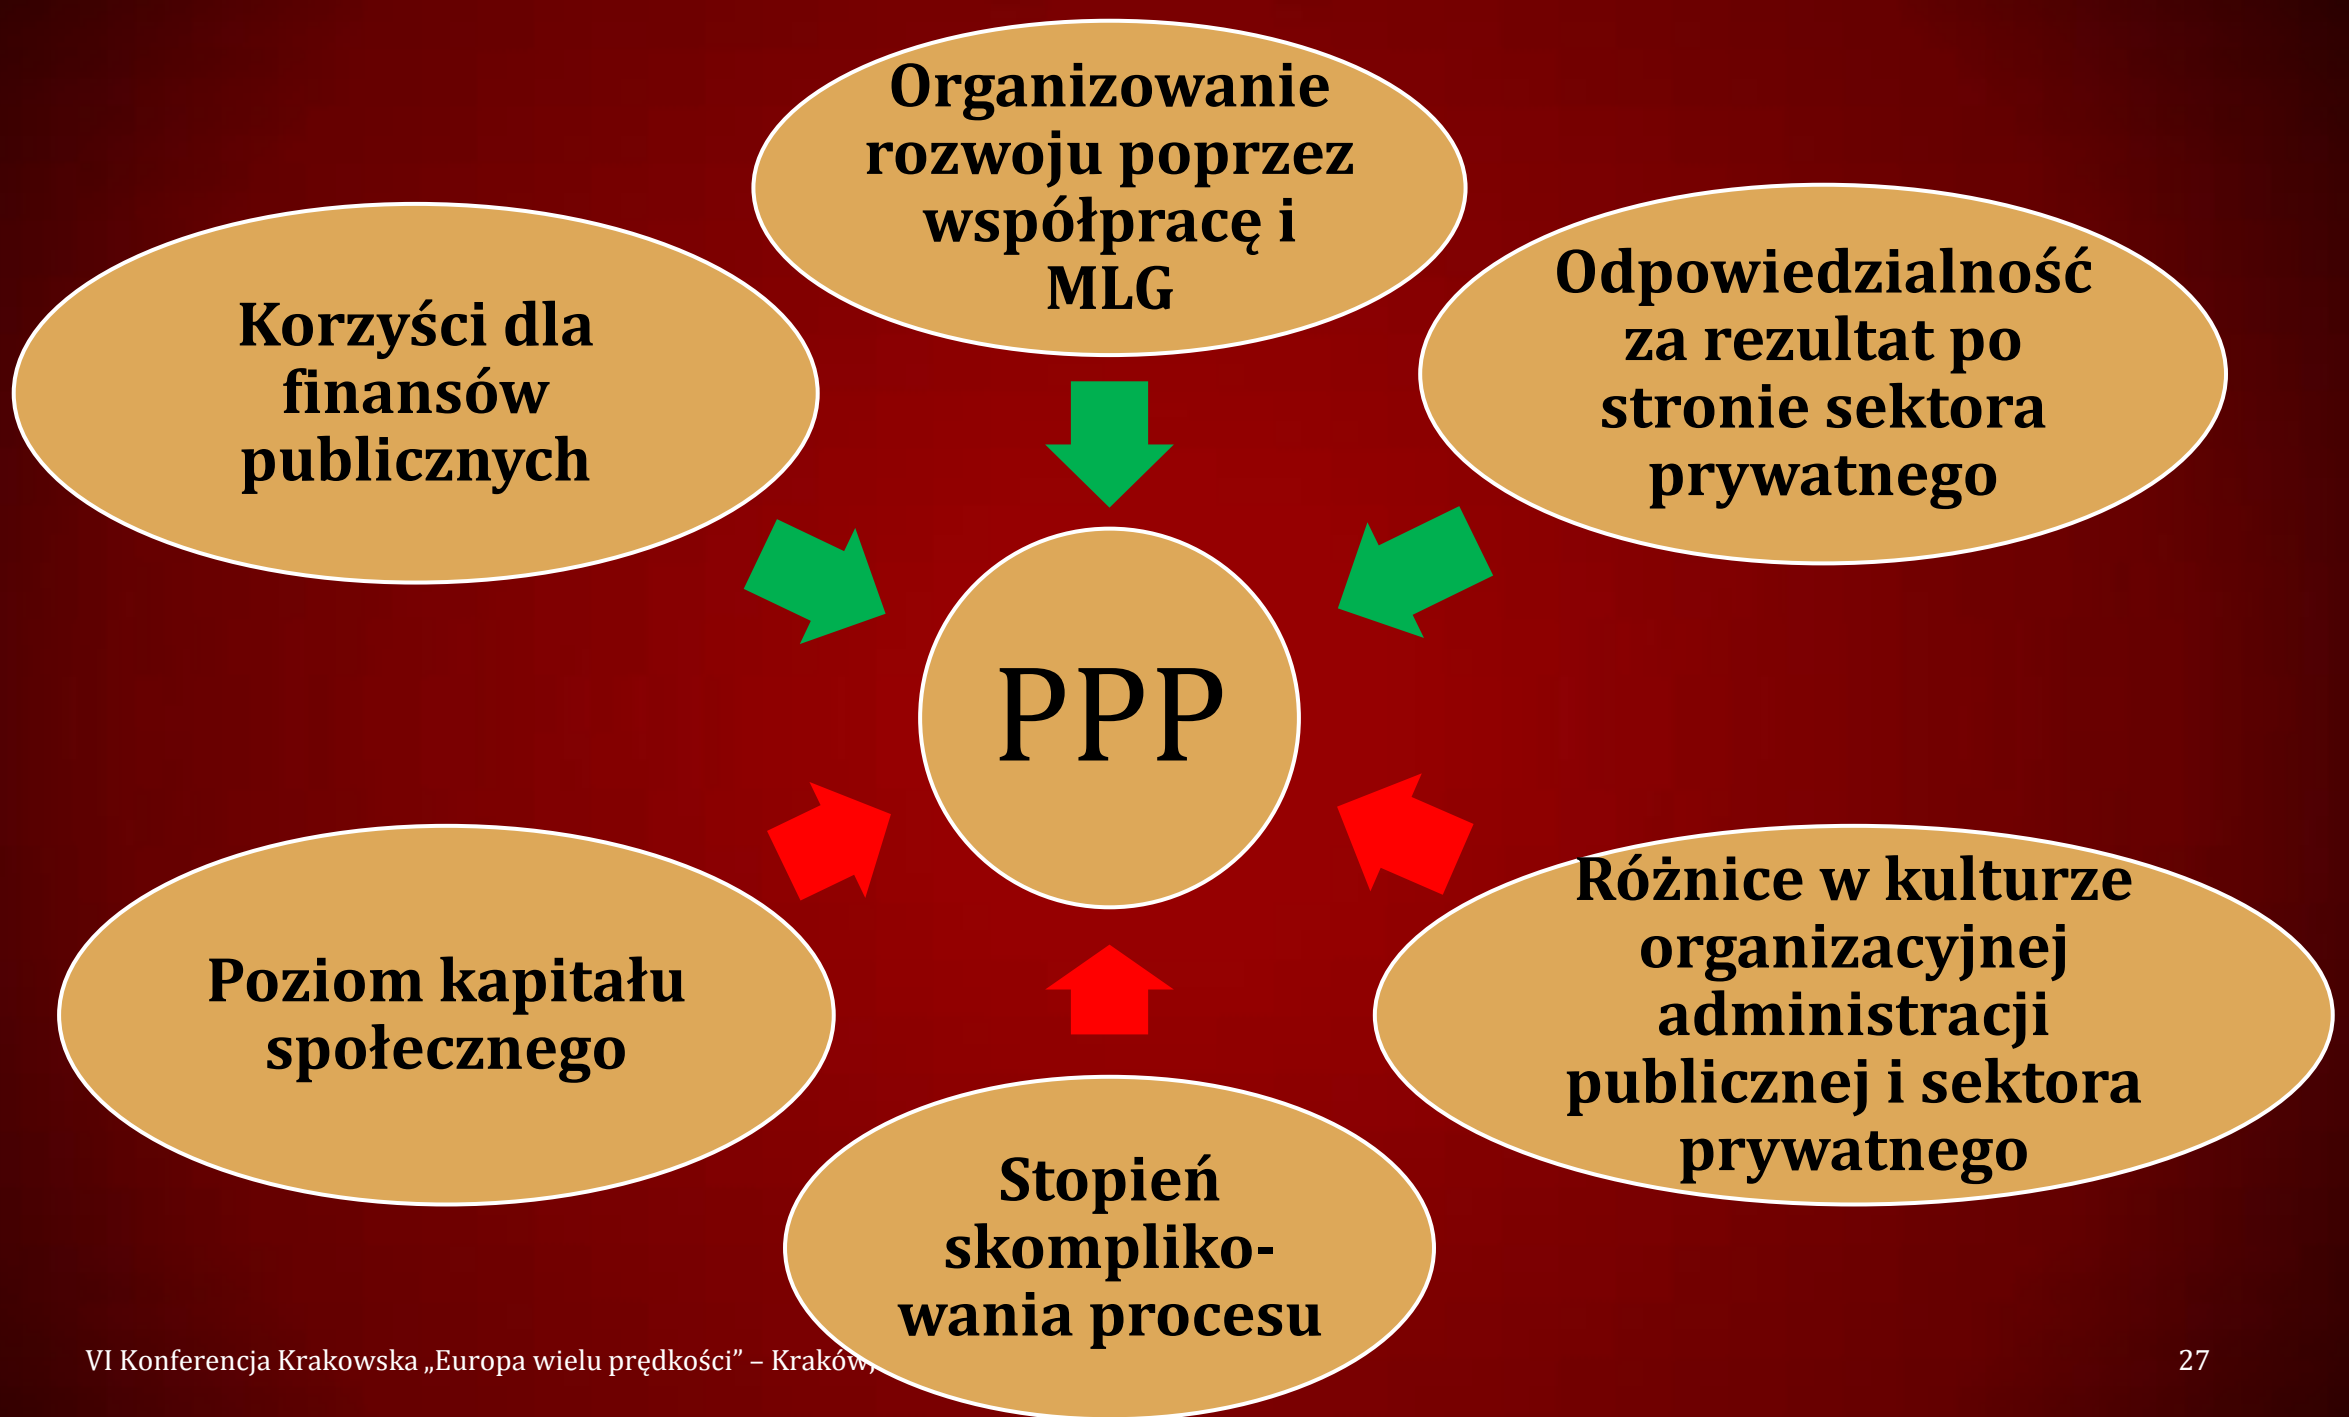 Organizowanie
rozwoju poprzez
współpracę i
MLG
Korzyści dla
finansów
publicznych
Odpowiedzialność
za rezultat po
stronie sektora
prywatnego
PPP
Poziom kapitału
społecznego
Różnice w kulturze
organizacyjnej
administracji
publicznej i sektora
prywatnego
Stopień
skompliko-
wania procesu
VI Konferencja Krakowska „Europa wielu prędkości” – Kraków,
27